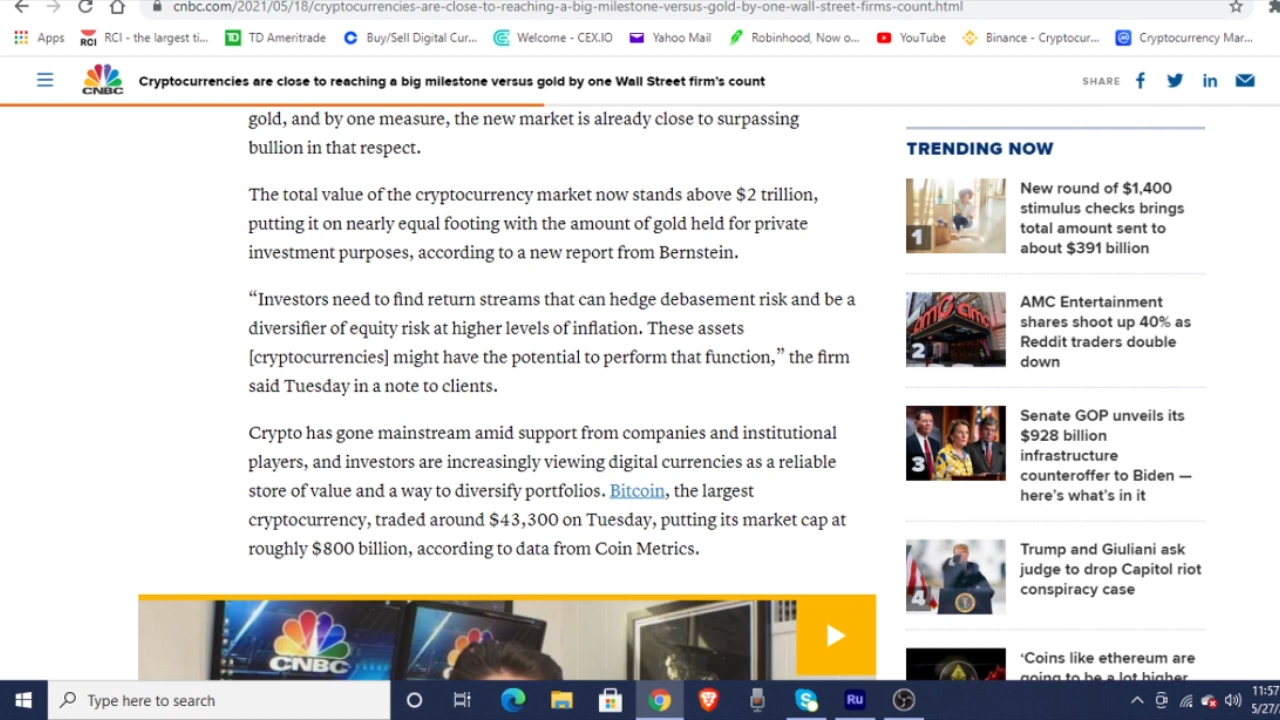 cnbc.com/2021/05/18/cryptocurrencies-are-close-to-reaching-a-big-milestone-versus-gold-by-one-wall-street-firms-count.html
Apps
RCI
RCI - the largest ti...
TD Ameritrade
Buy/Sell Digital Cur...
Welcome - CEX.IO
Yahoo Mail
Robinhood, Now o...
YouTube
Binance - Cryptocur...
Cryptocurrency Mar...
CNBC
Cryptocurrencies are close to reaching a big milestone versus gold by one Wall Street firm's count
SHARE
gold, and by one measure, the new market is already close to surpassing
bullion in that respect.
The total value of the cryptocurrency market now stands above $2 trillion,
putting it on nearly equal footing with the amount of gold held for private
investment purposes, according to a new report from Bernstein.
“Investors need to find return streams that can hedge debasement risk and be a
diversifier of equity risk at higher levels of inflation. These assets
[cryptocurrencies] might have the potential to perform that function,” the firm
said Tuesday in a note to clients.
Crypto has gone mainstream amid support from companies and institutional
players, and investors are increasingly viewing digital currencies as a reliable
store of value and a way to diversify portfolios. Bitcoin, the largest
cryptocurrency, traded around $43,300 on Tuesday, putting its market cap at
roughly $800 billion, according to data from Coin Metrics.
CNBC
TRENDING NOW
1
New round of $1,400
stimulus checks brings
total amount sent to
about $391 billion
amc
2
AMC Entertainment
shares shoot up 40% as
Reddit traders double
down
3
Senate GOP unveils its
$928 billion
infrastructure
counteroffer to Biden —
here’s what’s in it
4
Trump and Giuliani ask
judge to drop Capitol riot
conspiracy case
‘Coins like ethereum are
going to be a lot higher
Type here to search
Ru
11:57
5/27/